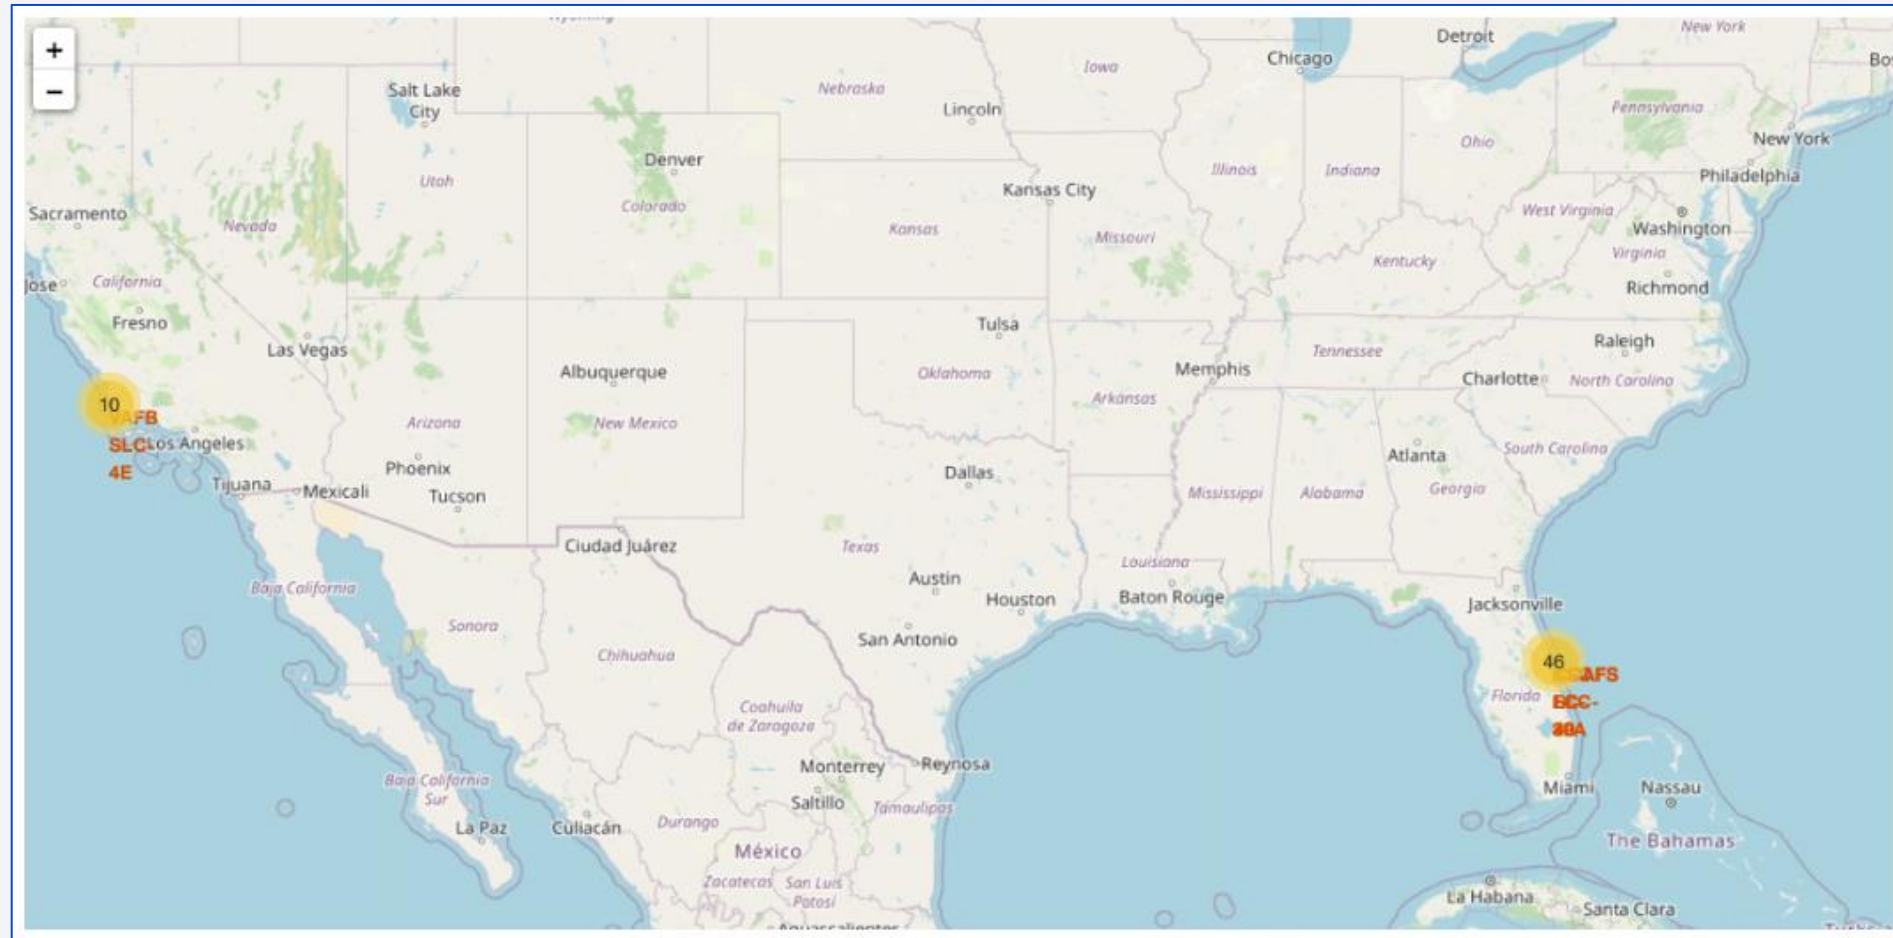 Wyoming
New York
Detroit
+
Chicago
Iowa
Salt Lake
City
Nebraska
−
Lincoln
Pennsylvania
New York
Ohio
Denver
Illinois
Indiana
Philadelphia
Utah
Kansas City
Colorado
West Virginia
Sacramento
Nevada
Kansas
Missouri
Washington
Virginia
Kentucky
California
Jose
Richmond
Fresno
Tulsa
Las Vegas
Raleigh
Tennessee
Albuquerque
Oklahoma
Memphis
Charlotte
North Carolina
Arkansas
10
AFB
Arizona
New Mexico
SLC-
Los Angeles
South Carolina
Atlanta
4E
Phoenix
Dallas
Tijuana
Mexicali
Tucson
Mississippi
Alabama
Georgia
Ciudad Juárez
Texas
Louisiana
Austin
Baja California
Houston
Baton Rouge
Jacksonville
Sonora
San Antonio
Chihuahua
46
AFS
Florida
Coahuila
de Zaragoza
Monterrey
Reynosa
Baja California
Sur
Miami
Nassau
Saltillo
Tamaulipas
La Paz
Culiacán
Durango
The Bahamas
México
Zacatecas
San Luis
Potosí
La Habana
Santa Clara
Aguascalientes